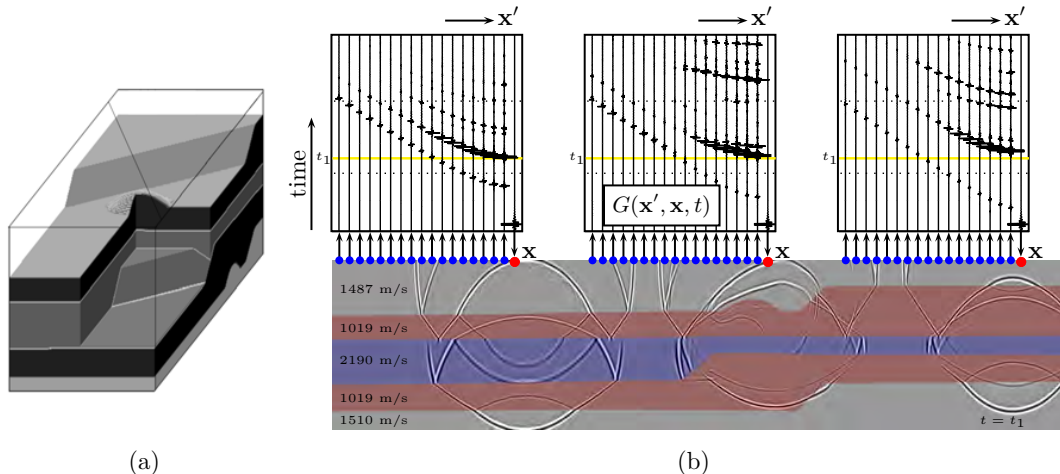 x′ x′ x′
time
t₁ t₁ t₁
G(x′, x, t)
x x x
1487 m/s
1019 m/s
2190 m/s
1019 m/s
1510 m/s
t = t₁
(a) (b)